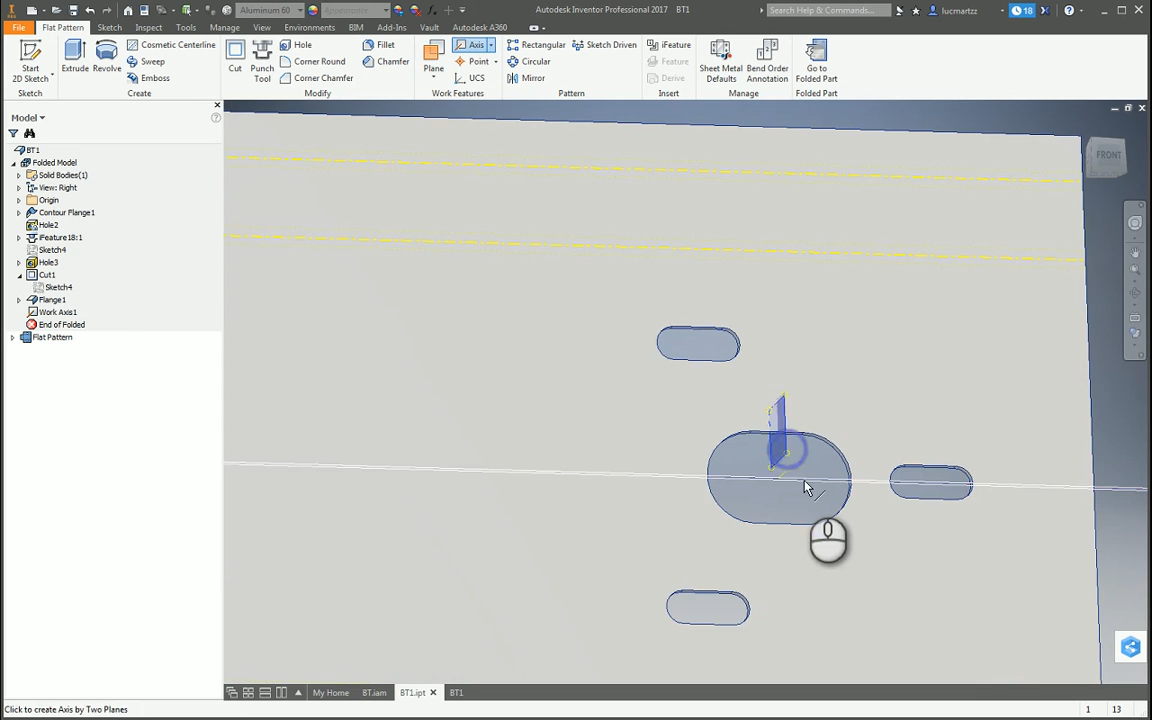 Aluminum 60
Appearance
fx
Autodesk Inventor Professional 2017 BT1
Search Help & Commands...
lucmartzz
18
File
Flat Pattern
Sketch
Inspect
Tools
Manage
View
Environments
BIM
Add-Ins
Vault
Autodesk A360
Start
2D Sketch
Extrude
Revolve
Cosmetic Centerline
Sweep
Emboss
Cut
Punch
Tool
Hole
Corner Round
Corner Chamfer
Fillet
Chamfer
Plane
Axis
Point
UCS
Rectangular
Circular
Mirror
Sketch Driven
iFeature
Feature
Derive
Sheet Metal
Defaults
Bend Order
Annotation
Go to
Folded Part
Sketch
Create
Modify
Work Features
Pattern
Insert
Manage
Folded Part
Model
BT1
Folded Model
Solid Bodies(1)
View: Right
Origin
Contour Flange1
Hole2
iFeature18:1
Sketch4
Hole3
Cut1
Sketch4
Flange1
Work Axis1
End of Folded
Flat Pattern
FRONT
My Home
BT.iam
BT1.ipt
BT1
Click to create Axis by Two Planes
1
13